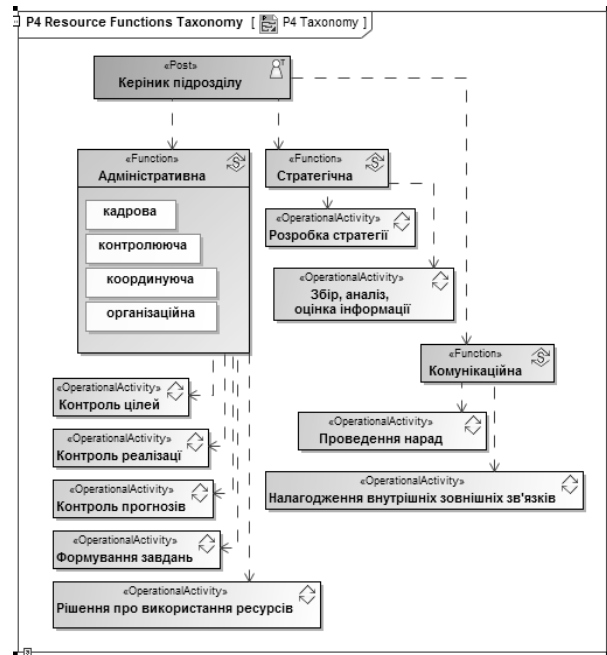 P4 Resource Functions Taxonomy [ P4 Taxonomy ]
«Post»
Керіник підрозділу
«Function»
Адміністративна
кадрова
контролююча
координуюча
організаційна
«Function»
Стратегічна
«OperationalActivity»
Розробка стратегії
«OperationalActivity»
Збір, аналіз,
оцінка інформації
«Function»
Комунікаційна
«OperationalActivity»
Проведення нарад
«OperationalActivity»
Налагодження внутрішніх зовнішніх зв'язків
«OperationalActivity»
Контроль цілей
«OperationalActivity»
Контроль реалізації
«OperationalActivity»
Контроль прогнозів
«OperationalActivity»
Формування завдань
«OperationalActivity»
Рішення про використання ресурсів